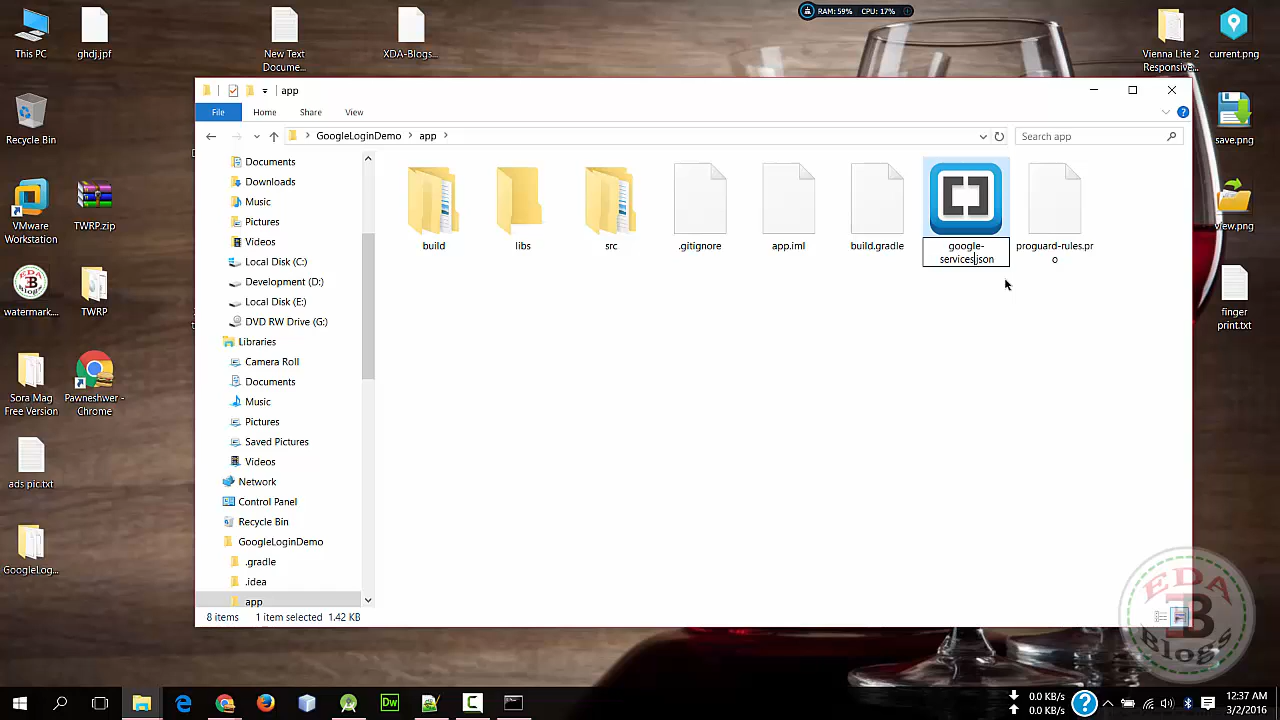 RAM: 59% CPU: 17%
This PC
ghdj.jpf
New Text
Docume...
XDA-Blogs...
Vienna Lite 2
Responsive...
current.png
app
File Home Share View
GoogleLoginDemo app
Search app
Recycle Bin
save.png
Documents
Downloads
Music
Pictures
Videos
Local Disk (C:)
Development (D:)
Local Disk (E:)
DVD RW Drive (G:)
Libraries
Camera Roll
Documents
Music
Pictures
Saved Pictures
Videos
Network
Control Panel
Recycle Bin
GoogleLoginDemo
.gradle
.idea
app
build
libs
src
.gitignore
app.iml
build.gradle
google-
services.json
proguard-rules.pr
o
VMware
Workstation
TWRP.zip
view.png
watermark....
TWRP
finger
print.txt
Sora Mag
Free Version
Pawneshwer -
Chrome
ads pic.txt
GoogleLog...
8 items 1 item selected 1.42 KB
EDA
B
Blogs
Dw
0.0 KB/s
0.0 KB/s
12:37 AM
3/2/2016